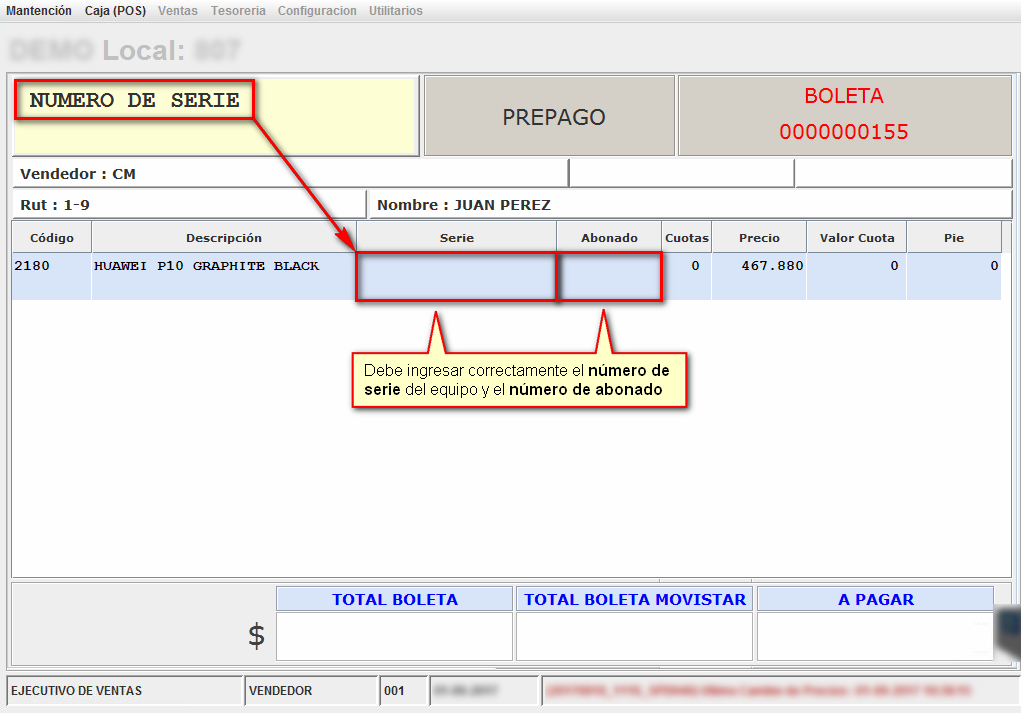 Mantención Caja (POS) Ventas Tesoreria Configuracion Utilitarios
DEMO Local: 807
NUMERO DE SERIE
PREPAGO
BOLETA
0000000155
Vendedor : CM
Rut : 1-9 Nombre : JUAN PEREZ
Código Descripción Serie Abonado Cuotas Precio Valor Cuota Pie
2180 HUAWEI P10 GRAPHITE BLACK 0 467.880 0 0
Debe ingresar correctamente el número de
serie del equipo y el número de abonado
TOTAL BOLETA TOTAL BOLETA MOVISTAR A PAGAR
$
EJECUTIVO DE VENTAS VENDEDOR 001